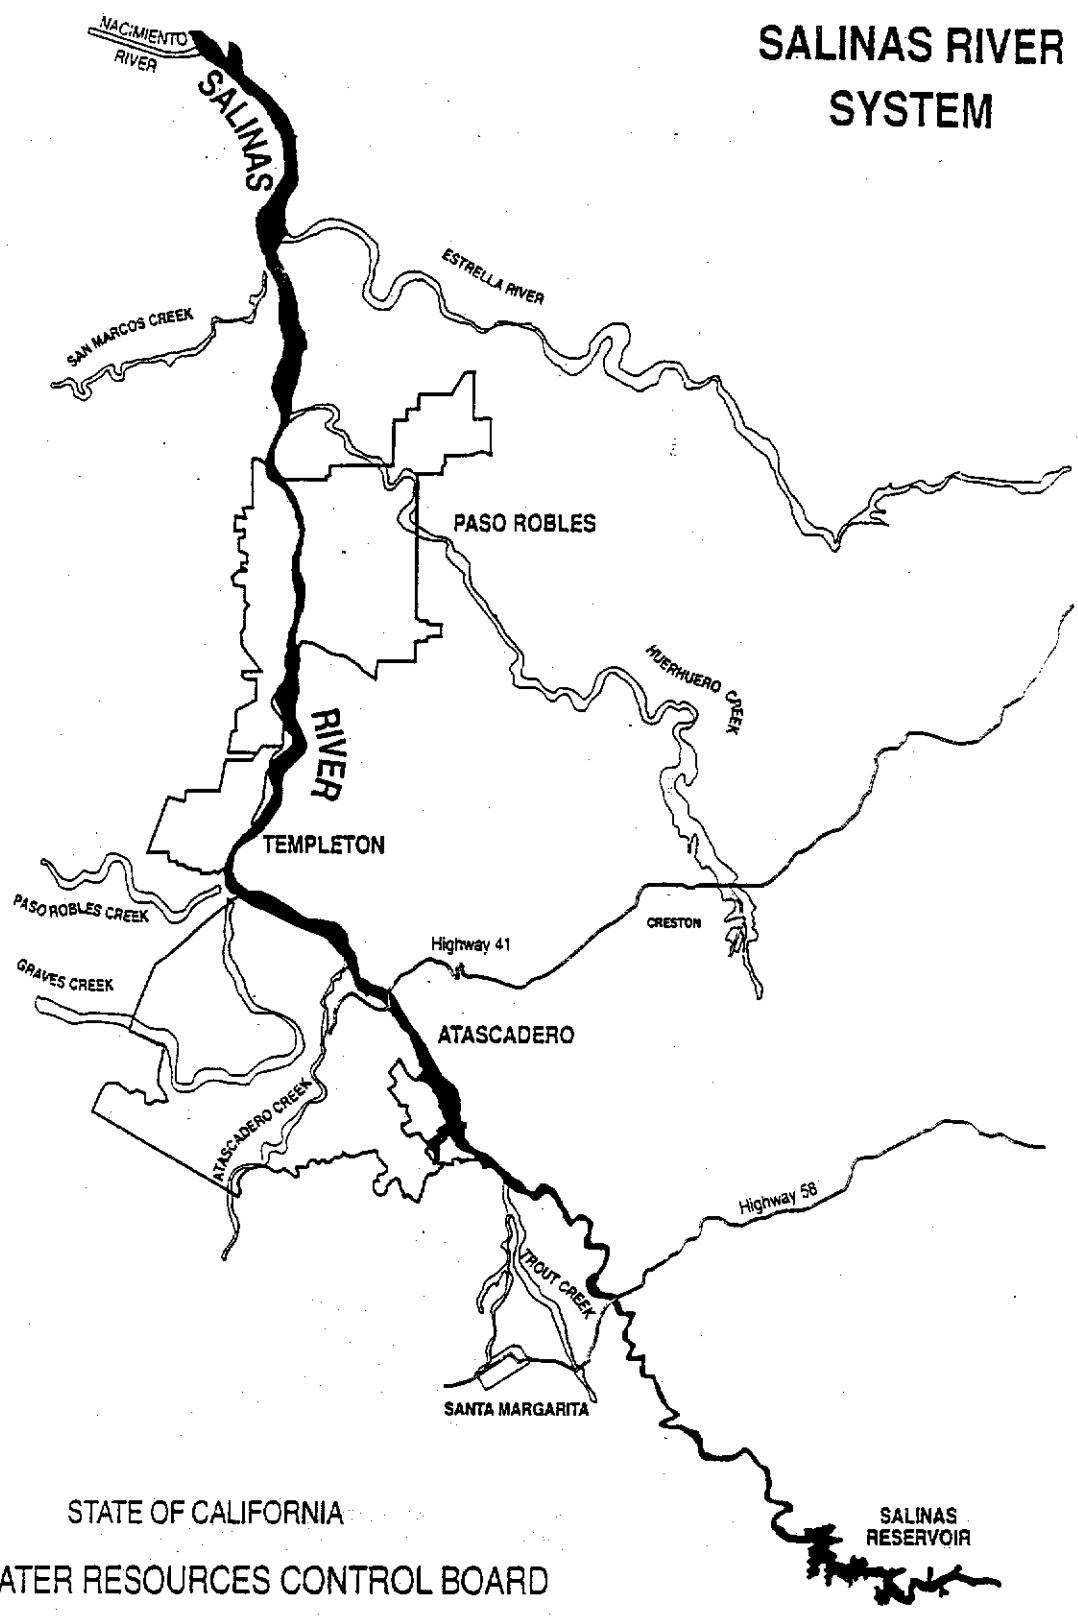 SALINAS RIVER
SYSTEM
NACIMIENTO
RIVER
SALINAS
ESTRELLA RIVER
SAN MARCOS CREEK
PASO ROBLES
HUERHUERO CREEK
RIVER
TEMPLETON
PASO ROBLES CREEK
CRESTON
Highway 41
GRAVES CREEK
ATASCADERO
ATASCADERO CREEK
Highway 58
TROUT CREEK
SANTA MARGARITA
SALINAS
RESERVOIR
STATE OF CALIFORNIA
ATER RESOURCES CONTROL BOARD